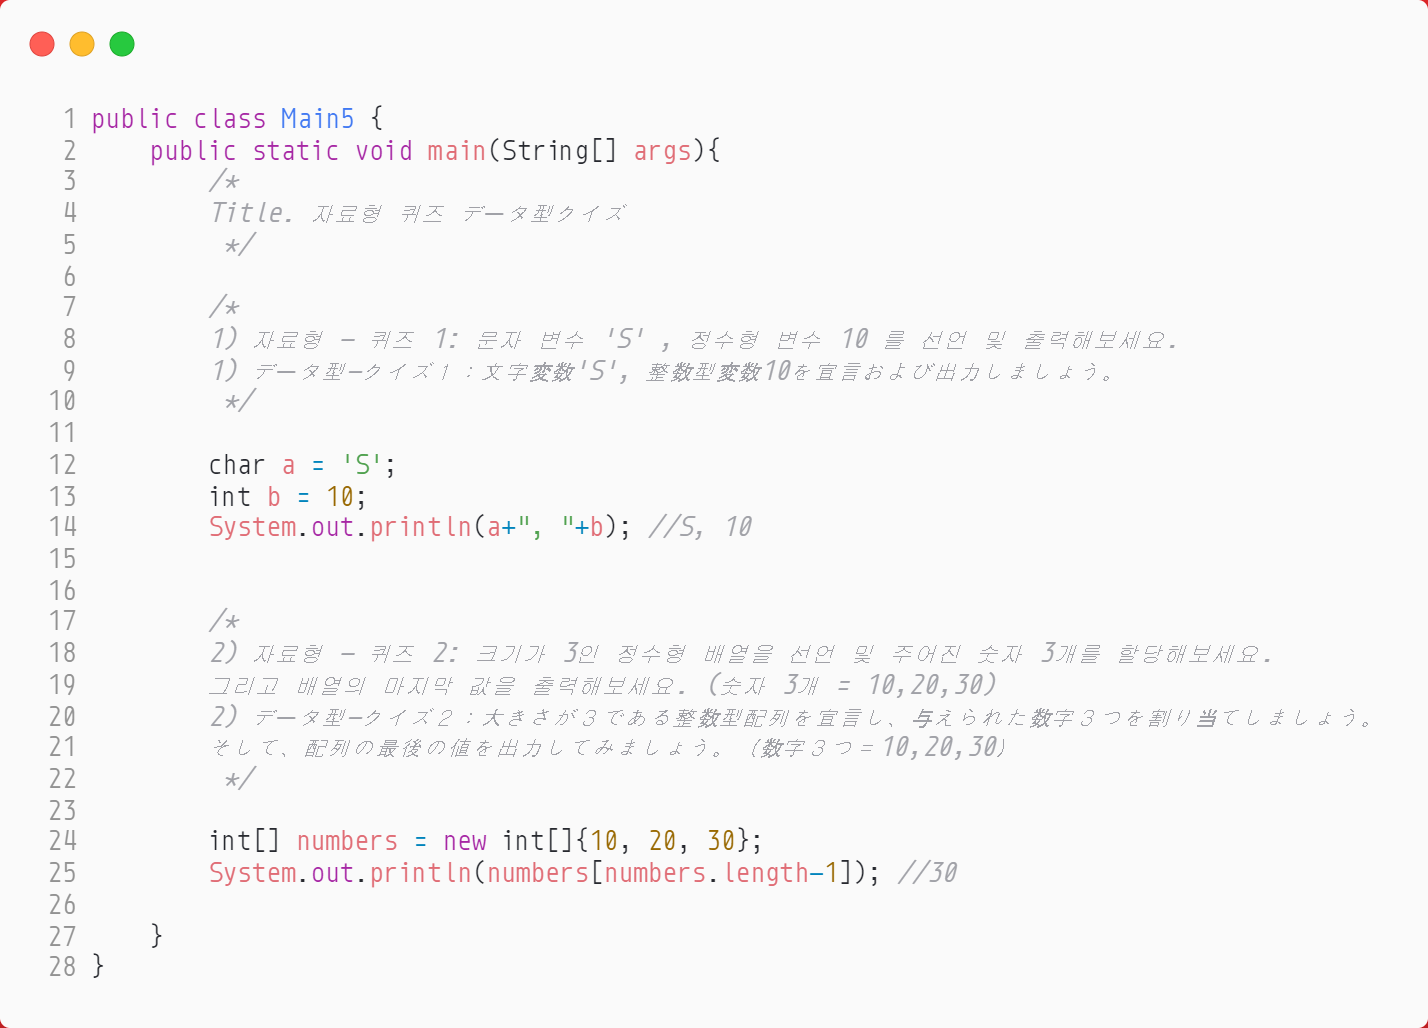 1 public class Main5 {
2 public static void main(String[] args){
3 /*
4 Title. 자료형 퀴즈 データ型クイズ
5 */
6
7 /*
8 1) 자료형 - 퀴즈 1: 문자 변수 'S' , 정수형 변수 10 를 선언 및 출력해보세요.
9 1) データ型-クイズ１：文字変数'S', 整数型変数10を宣言および出力しましょう。
10 */
11
12 char a = 'S';
13 int b = 10;
14 System.out.println(a+", "+b); //S, 10
15
16
17 /*
18 2) 자료형 - 퀴즈 2: 크기가 3인 정수형 배열을 선언 및 주어진 숫자 3개를 할당해보세요.
19 그리고 배열의 마지막 값을 출력해보세요. (숫자 3개 = 10,20,30)
20 2) データ型-クイズ２：大きさが３である整数型配列を宣言し、与えられた数字３つを割り当てしましょう。
21 そして、配列の最後の値を出力してみましょう。（数字３つ＝10,20,30）
22 */
23
24 int[] numbers = new int[]{10, 20, 30};
25 System.out.println(numbers[numbers.length-1]); //30
26
27 }
28 }